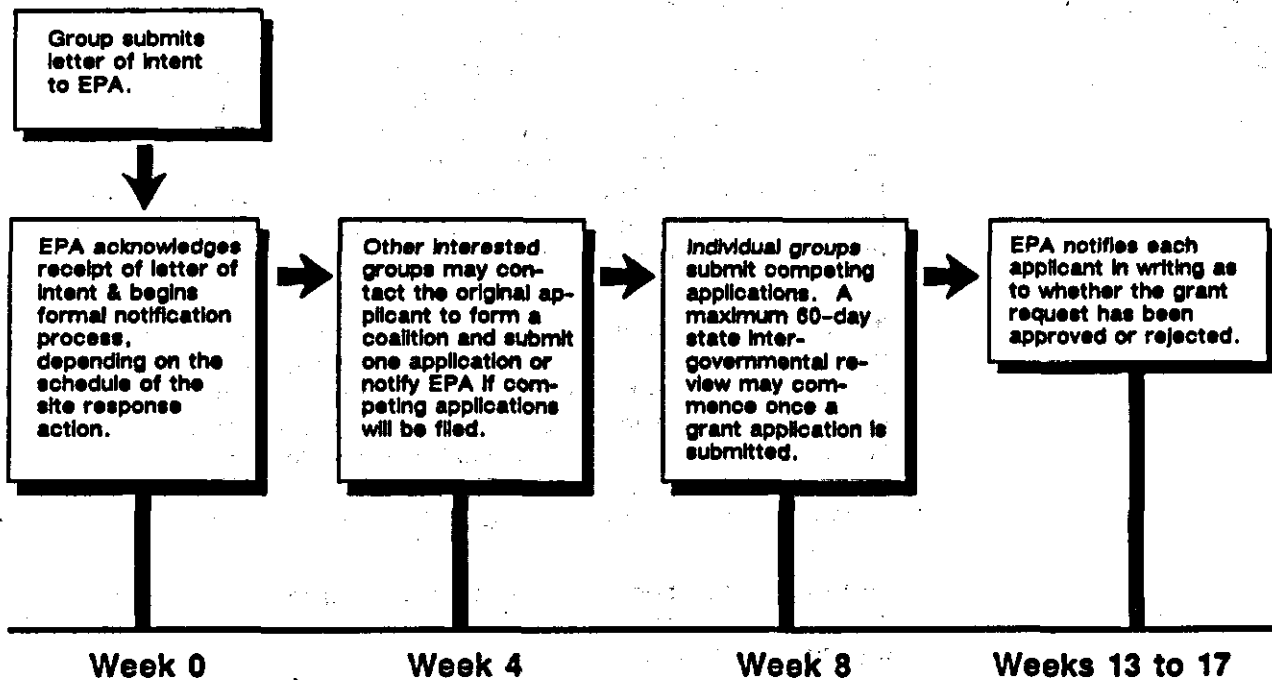 Group submits
letter of intent
to EPA.
EPA acknowledges
receipt of letter of
intent & begins
formal notification
process,
depending on the
schedule of the
site response
action.
Other interested
groups may con-
tact the original ap-
plicant to form a
coalition and submit
one application or
notify EPA if com-
peting applications
will be filed.
Individual groups
submit competing
applications. A
maximum 60-day
state inter-
governmental re-
view may com-
mence once a
grant application is
submitted.
EPA notifies each
applicant in writing as
to whether the grant
request has been
approved or rejected.
Week 0
Week 4
Week 8
Weeks 13 to 17